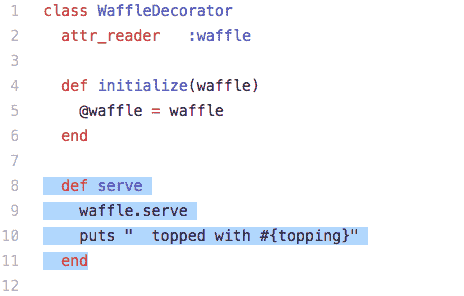 1 class WaffleDecorator
2   attr_reader   :waffle
3
4   def initialize(waffle)
5     @waffle = waffle
6   end
7
8   def serve
9     waffle.serve
10     puts "  topped with #{topping}"
11   end
12